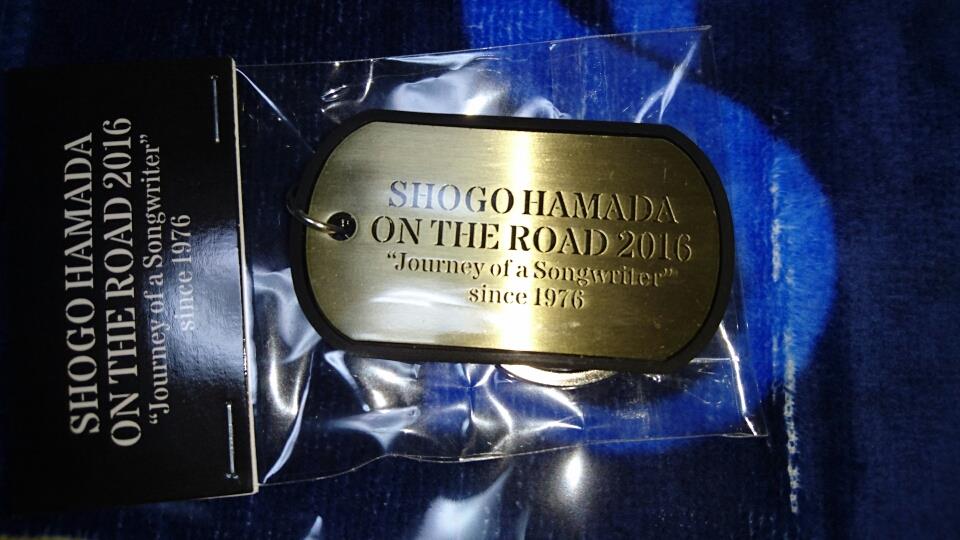 SHOGO HAMADA
ON THE ROAD 2016
“Journey of a Songwriter”
since 1976
SHOGO HAMADA
ON THE ROAD 2016
“Journey of a Songwriter”
since 1976